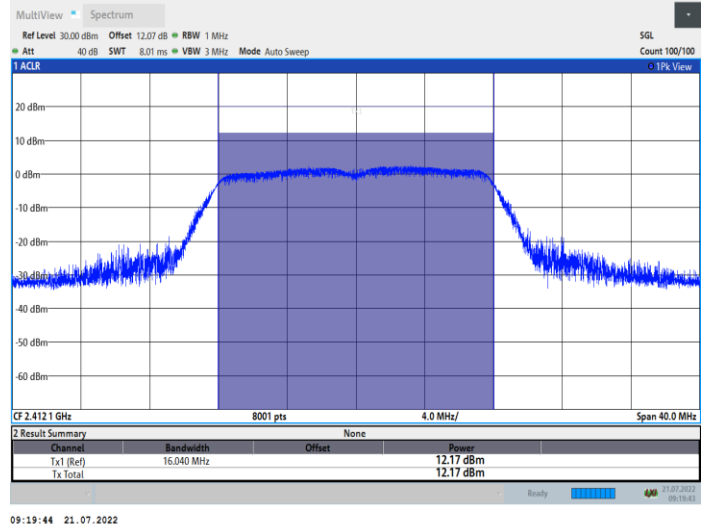 MultiView Spectrum
Ref Level 30.00 dBm Offset 12.07 dB RBW 1 MHz SGL
Att 40 dB SWT 8.01 ms VBW 3 MHz Mode Auto Sweep Count 100/100
1 ACLR 1Pk View
20 dBm
10 dBm
0 dBm
-10 dBm
-20 dBm
-30 dBm
-40 dBm
-50 dBm
-60 dBm
CF 2.412 1 GHz 8001 pts 4.0 MHz/ Span 40.0 MHz
2 Result Summary None
Channel Bandwidth Offset Power
Tx1 (Ref) 16.040 MHz 12.17 dBm
Tx Total 12.17 dBm
Ready 21.07.2022
09:19:43
09:19:44 21.07.2022